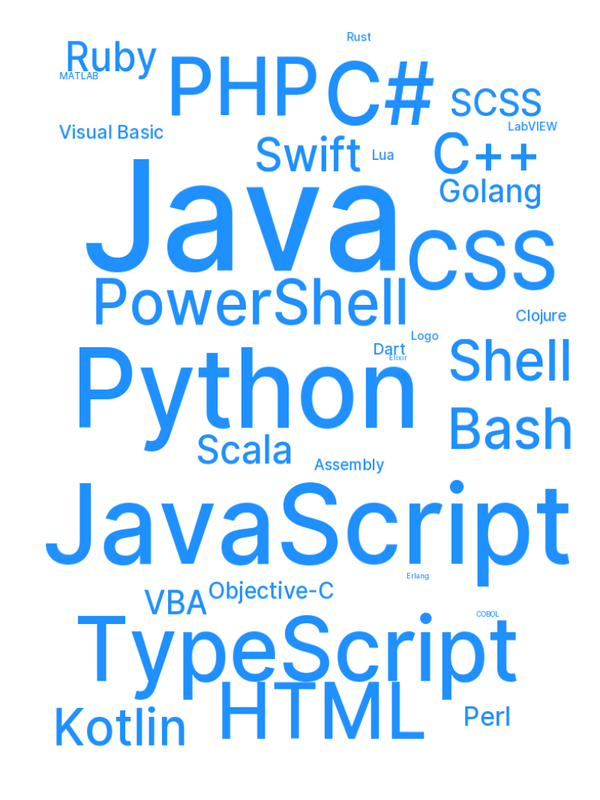 Rust
Ruby
MATLAB
PHP
C#
SCSS
LabVIEW
Visual Basic
Swift
Lua
C++
Golang
Java
CSS
PowerShell
Clojure
Logo
Dart
Elixir
Shell
Python
Bash
Scala
Assembly
JavaScript
Erlang
Objective-C
VBA
COBOL
TypeScript
HTML
Perl
Kotlin